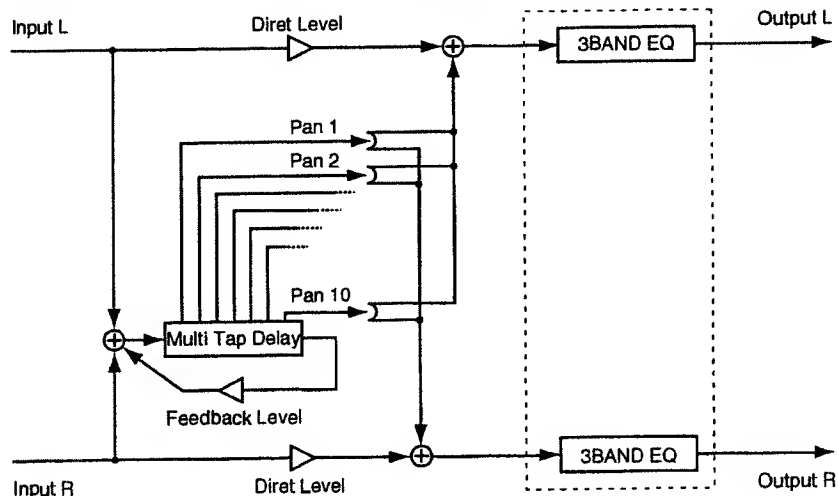 Input L
Diret Level
3BAND EQ
Output L
Pan 1
Pan 2
Pan 10
Multi Tap Delay
Feedback Level
Input R
Diret Level
3BAND EQ
Output R